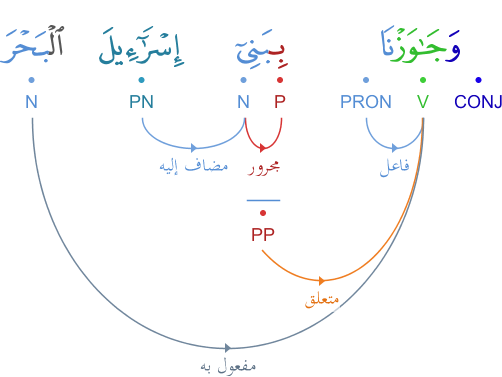 وَجَٰوَزْنَا بِبَنِىٓ إِسْرَٰٓءِيلَ ٱلْبَحْرَ
CONJ V PRON P N PN N
فاعل مجرور مضاف إليه
PP
متعلق
مفعول به